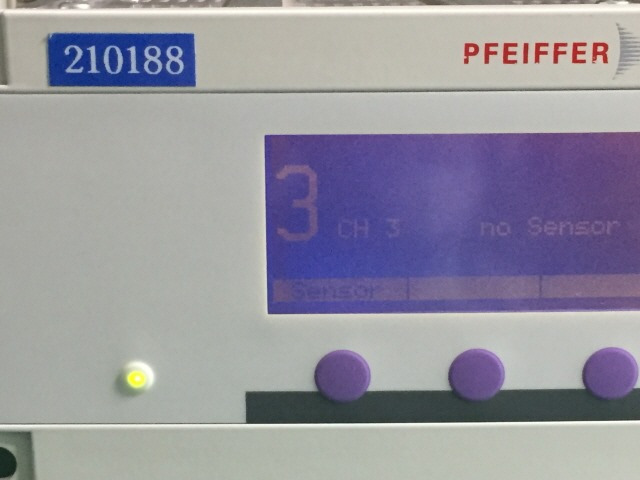 210188
PFEIFFER
3 CH 3 no Sensor
Sensor